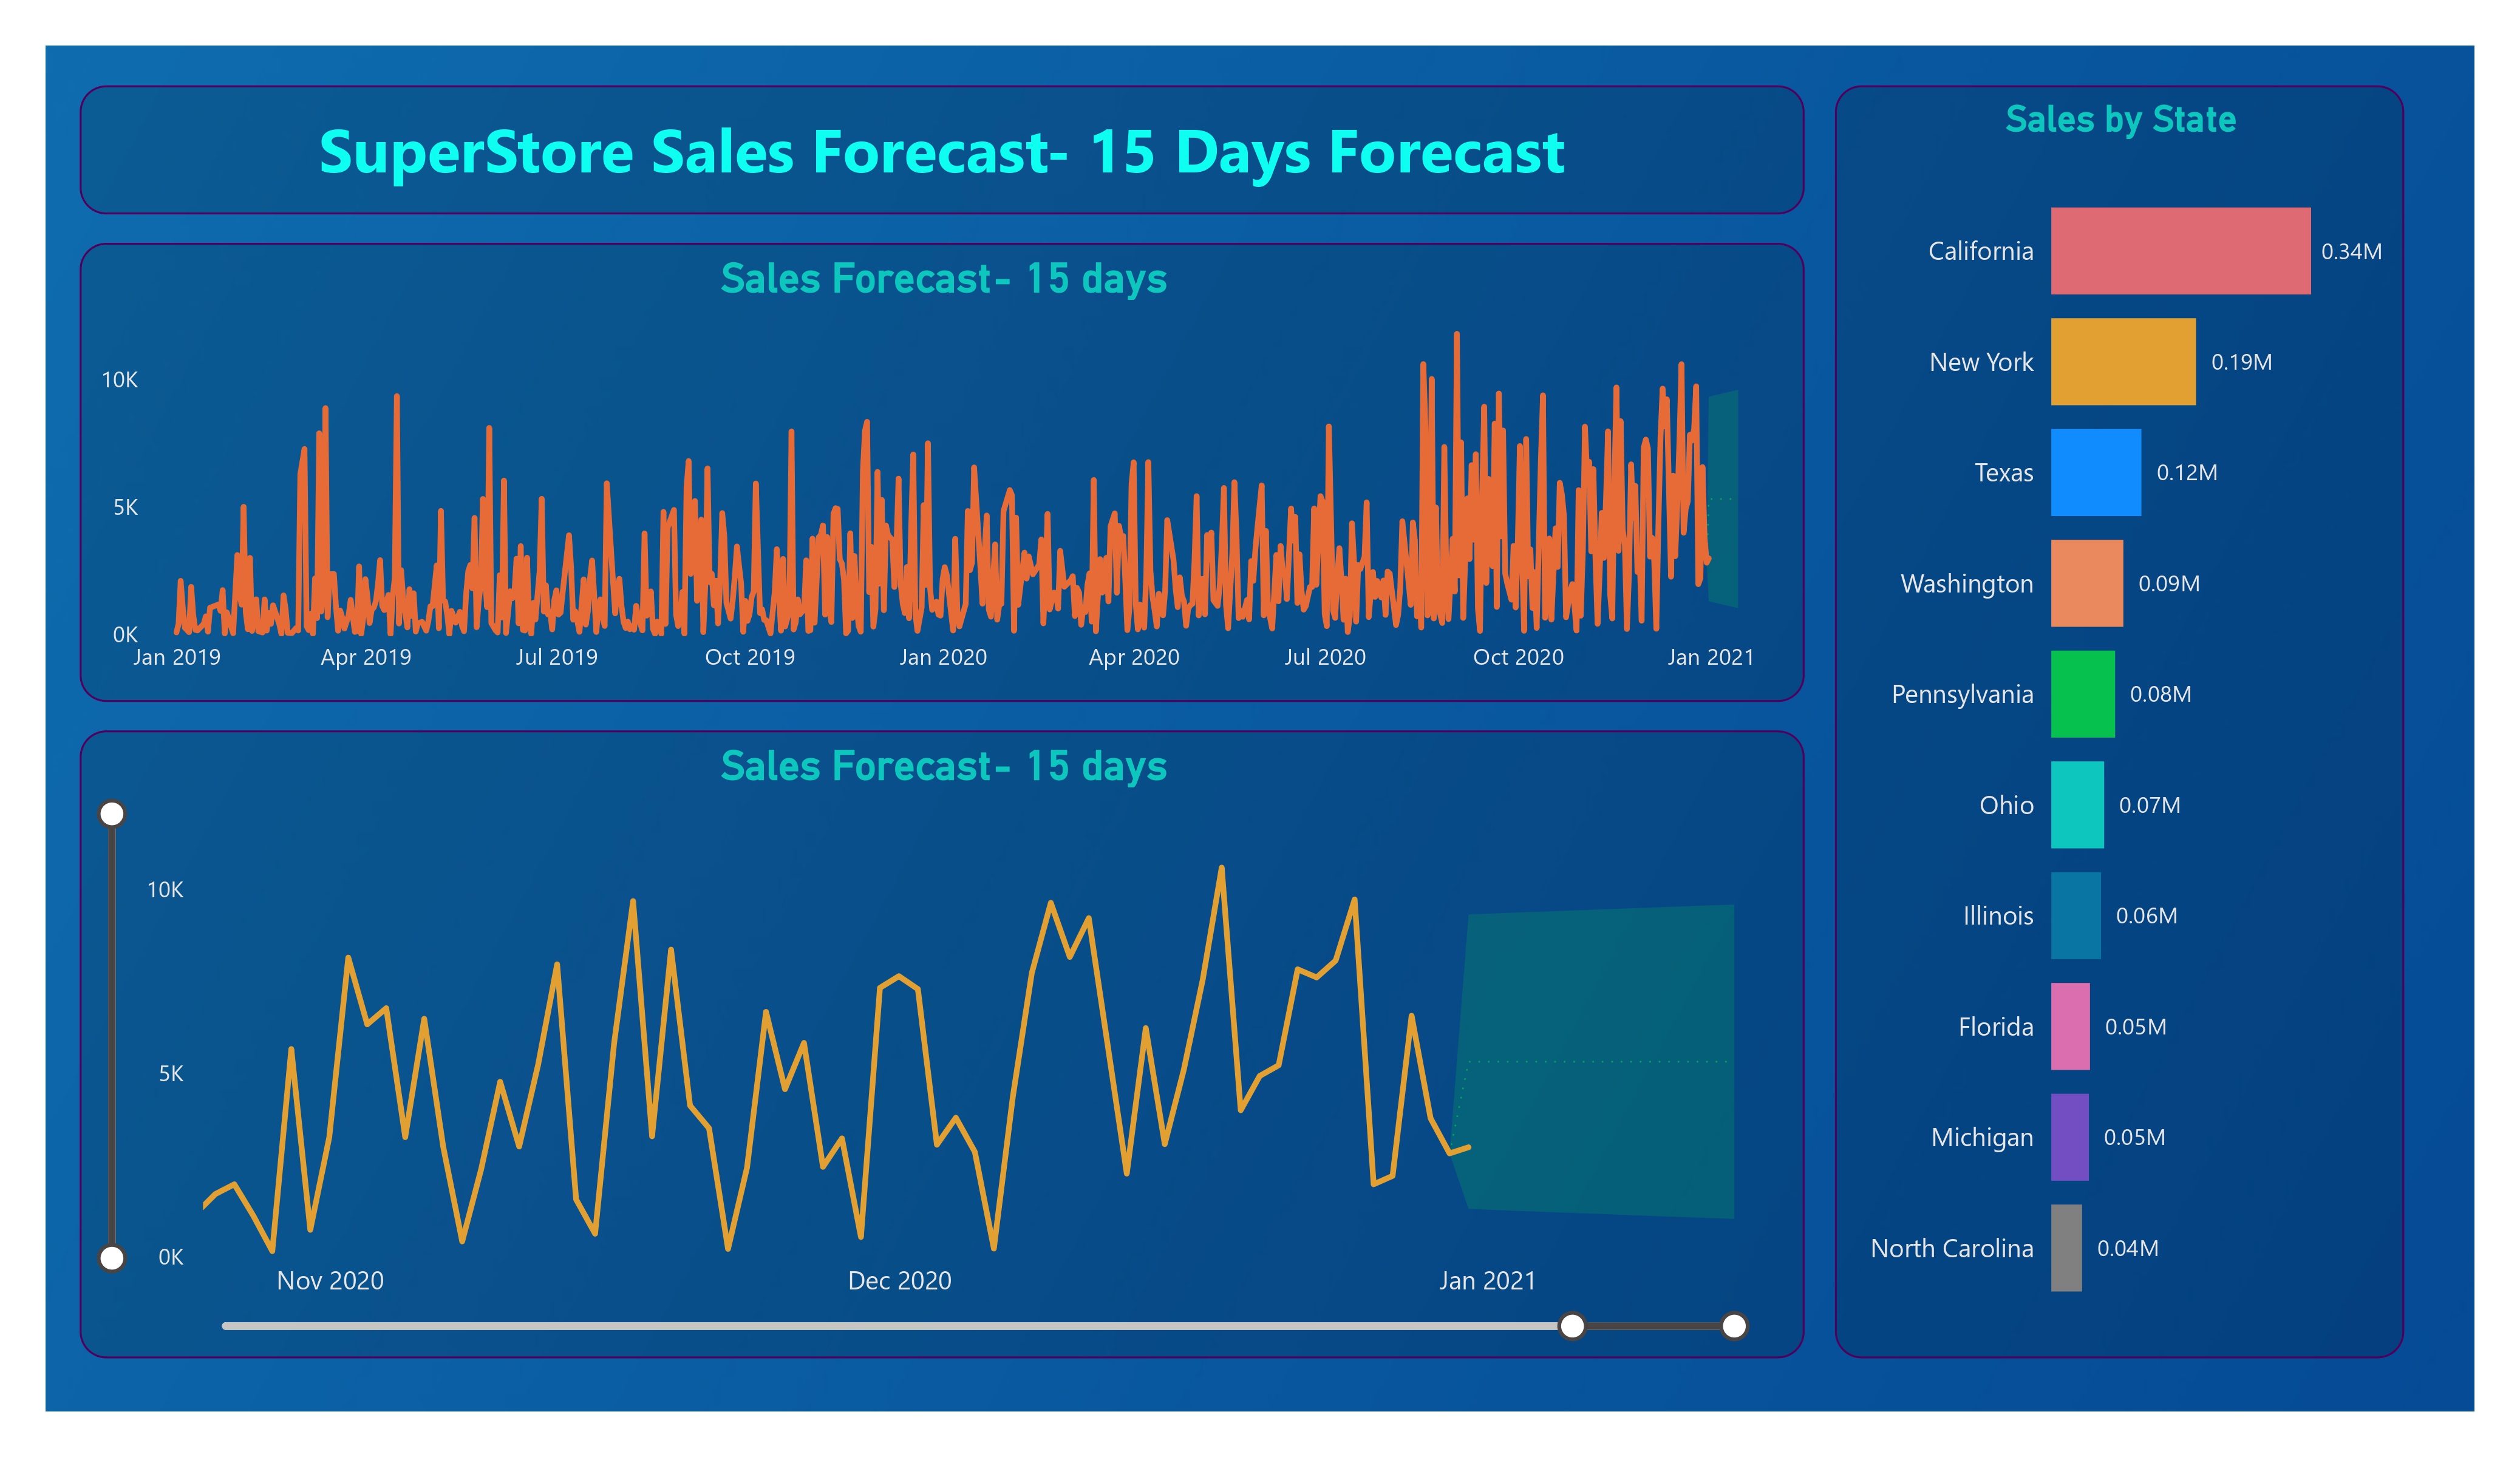 SuperStore Sales Forecast- 15 Days Forecast
Sales Forecast- 15 days
10K
5K
0K
Jan 2019 Apr 2019 Jul 2019 Oct 2019 Jan 2020 Apr 2020 Jul 2020 Oct 2020 Jan 2021
Sales Forecast- 15 days
10K
5K
0K
Nov 2020 Dec 2020 Jan 2021
Sales by State
California 0.34M
New York 0.19M
Texas 0.12M
Washington 0.09M
Pennsylvania 0.08M
Ohio 0.07M
Illinois 0.06M
Florida 0.05M
Michigan 0.05M
North Carolina 0.04M